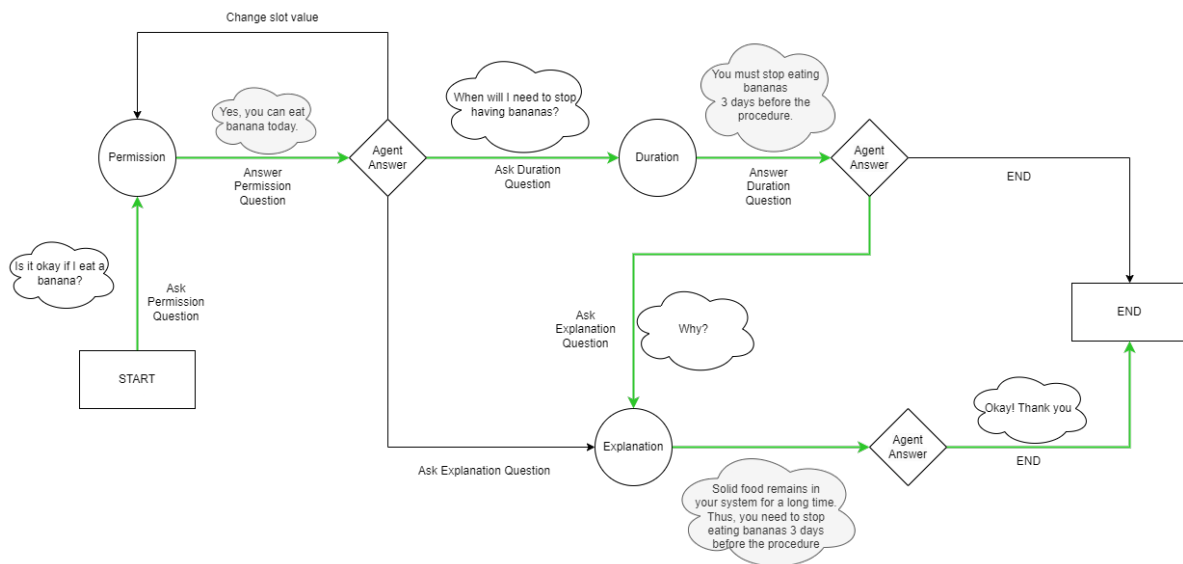 Change slot value
Yes, you can eat
banana today.
When will I need to stop
having bananas?
You must stop eating
bananas
3 days before the
procedure.
Permission
Agent
Answer
Duration
Agent
Answer
Answer
Permission
Question
Ask Duration
Question
Answer
Duration
Question
END
Is it okay if I eat a
banana?
Ask
Permission
Question
START
Ask
Explanation
Question
Why?
END
Okay! Thank you
Explanation
Agent
Answer
Ask Explanation Question
END
Solid food remains in
your system for a long time.
Thus, you need to stop
eating bananas 3 days
before the procedure